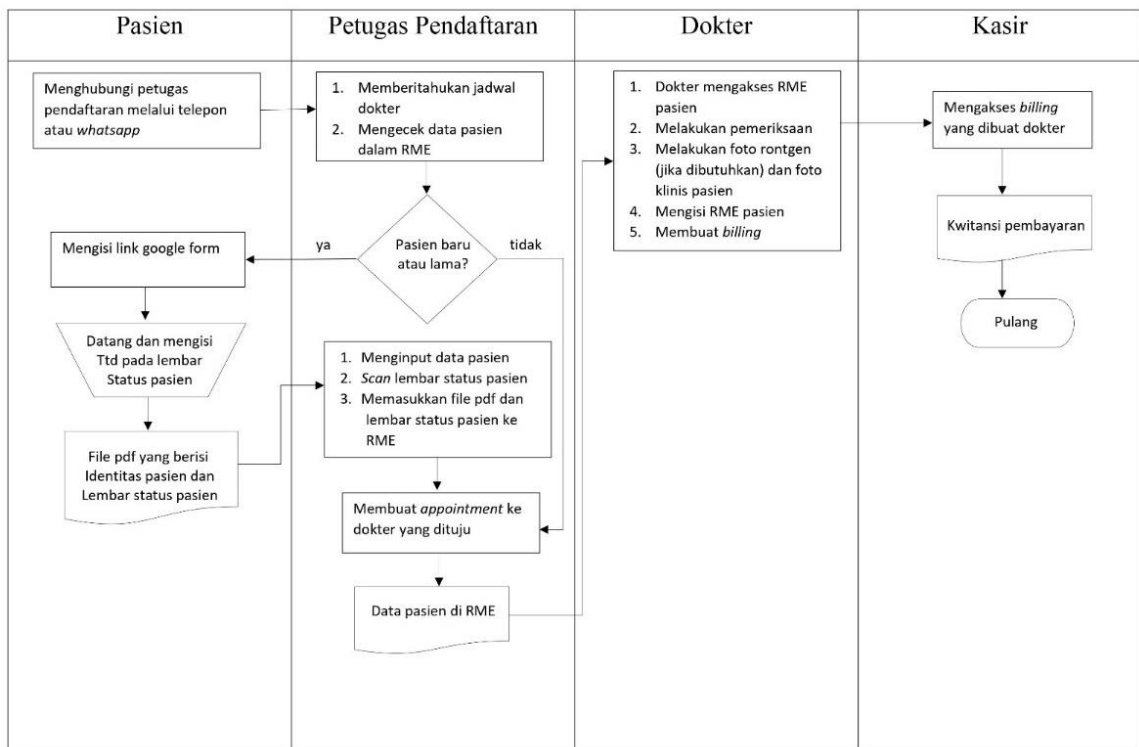 Pasien
Petugas Pendaftaran
Dokter
Kasir
Menghubungi petugas
pendaftaran melalui telepon
atau whatsapp
1. Memberitahukan jadwal
dokter
2. Mengecek data pasien
dalam RME
Pasien baru
atau lama?
ya
tidak
Mengisi link google form
Datang dan mengisi
Ttd pada lembar
Status pasien
File pdf yang berisi
Identitas pasien dan
Lembar status pasien
1. Menginput data pasien
2. Scan lembar status pasien
3. Memasukkan file pdf dan
lembar status pasien ke
RME
Membuat appointment ke
dokter yang dituju
Data pasien di RME
1. Dokter mengakses RME
pasien
2. Melakukan pemeriksaan
3. Melakukan foto rontgen
(jika dibutuhkan) dan foto
klinis pasien
4. Mengisi RME pasien
5. Membuat billing
Mengakses billing
yang dibuat dokter
Kwitansi pembayaran
Pulang